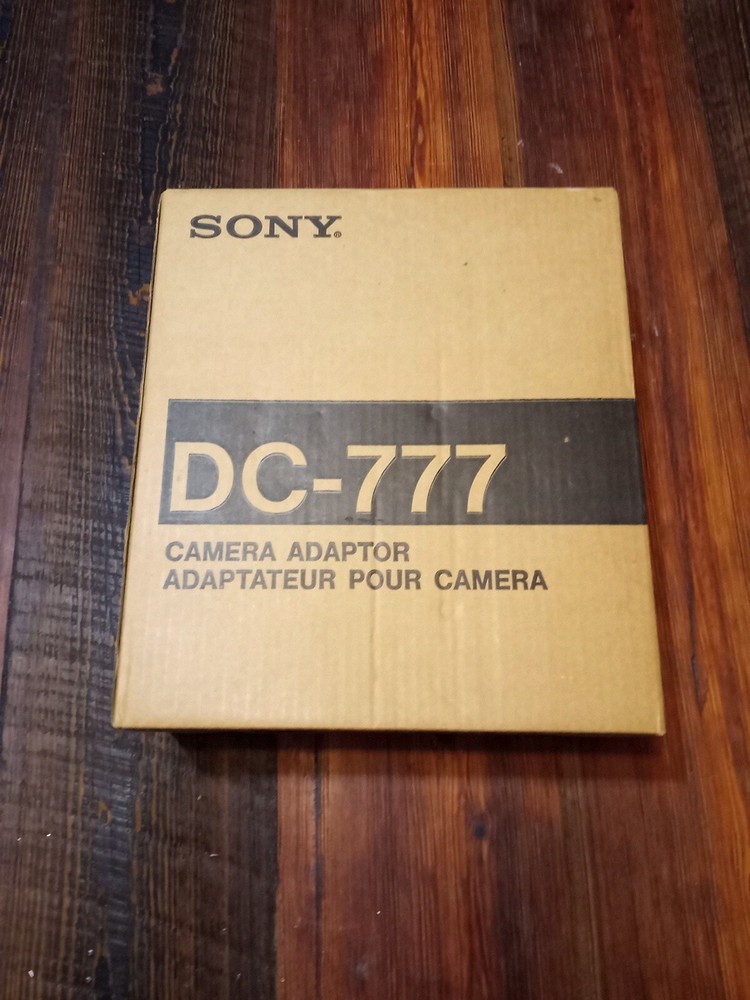 SONY®
DC-777
CAMERA ADAPTOR
ADAPTATEUR POUR CAMERA